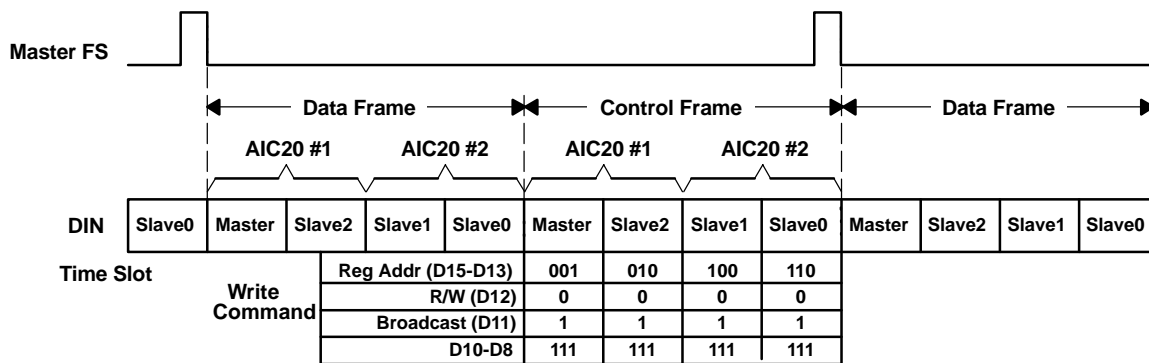 Master FS
Data Frame Control Frame Data Frame
AIC20 #1 AIC20 #2 AIC20 #1 AIC20 #2
DIN Slave0 Master Slave2 Slave1 Slave0 Master Slave2 Slave1 Slave0 Master Slave2 Slave1 Slave0
Time Slot
Write Command
Reg Addr (D15-D13) 001 010 100 110
R/W (D12) 0 0 0 0
Broadcast (D11) 1 1 1 1
D10-D8 111 111 111 111